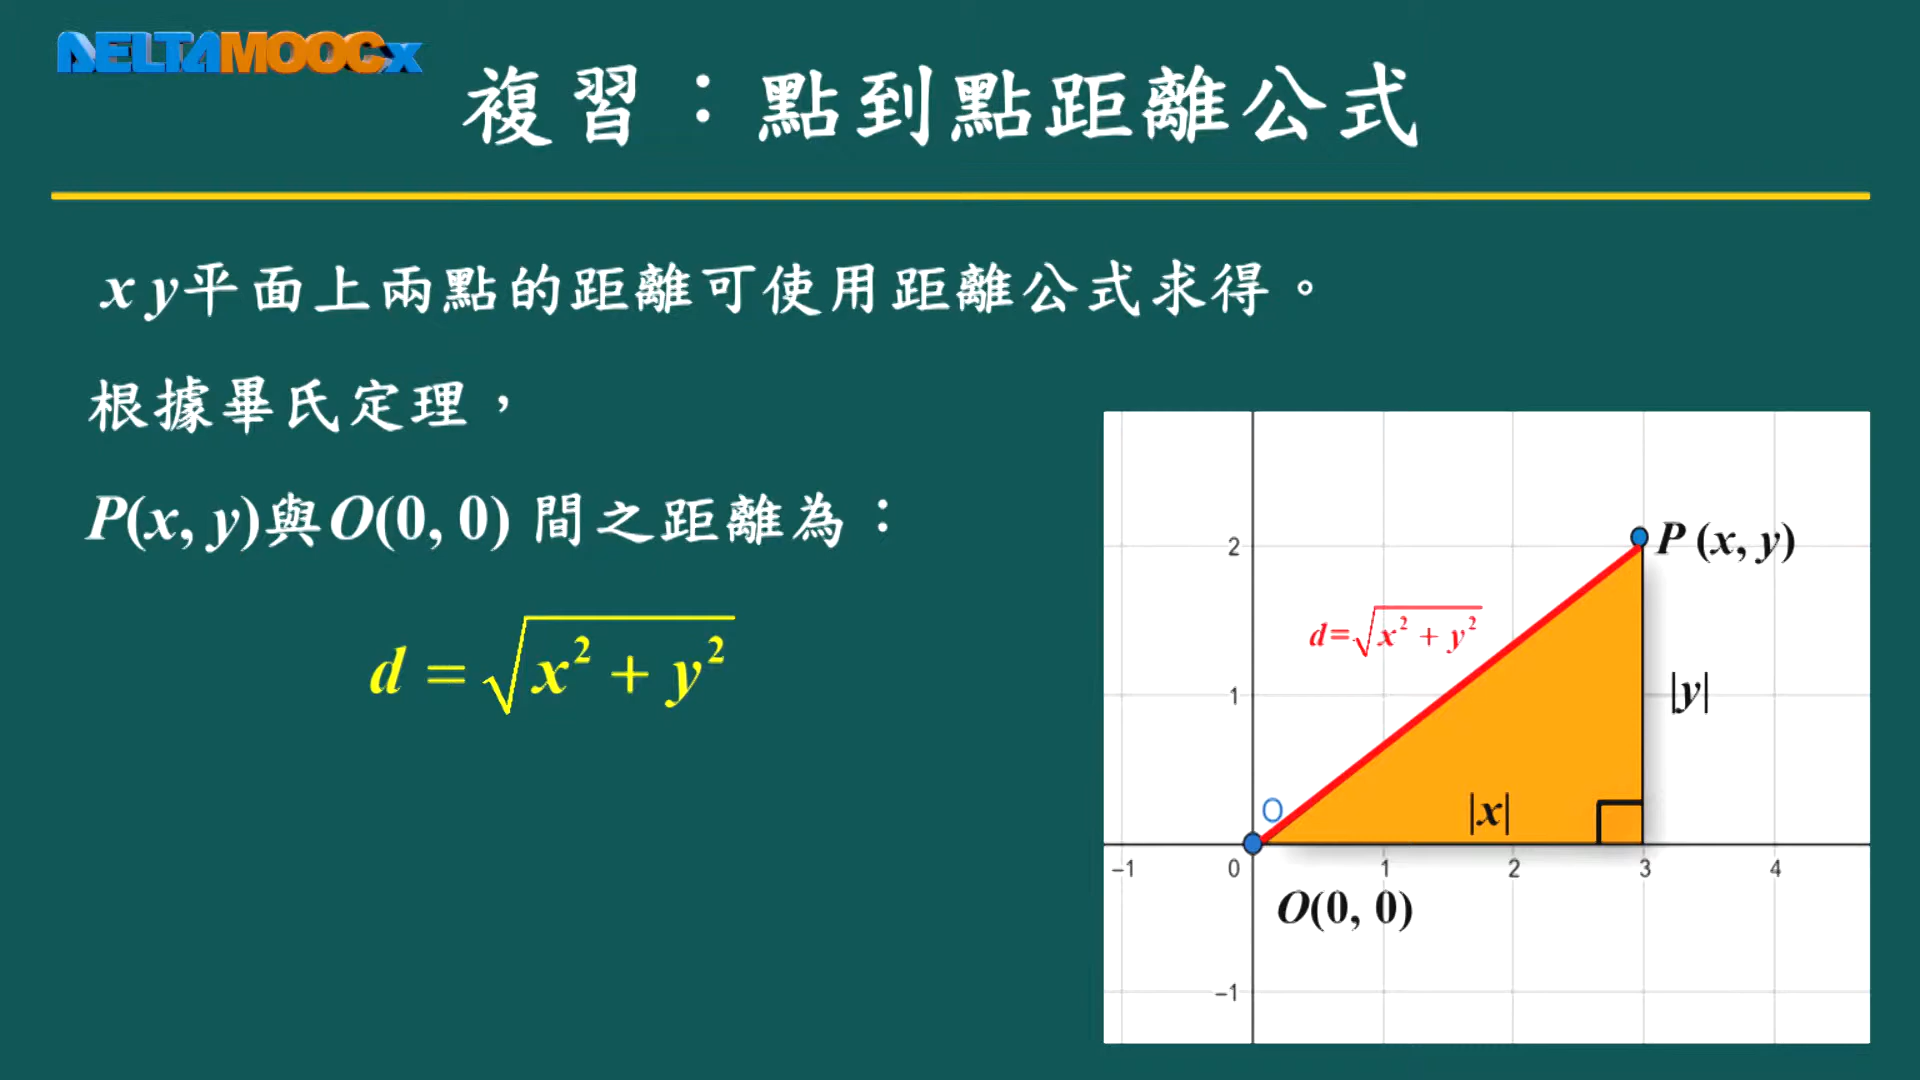 DELTAMOOCx
複習：點到點距離公式
x y平面上兩點的距離可使用距離公式求得。
根據畢氏定理，
P(x, y)與O(0, 0) 間之距離為：
d = √(x² + y²)
2
P (x, y)
d=√(x² + y²)
1
|y|
O
|x|
−1 0 1 2 3 4
O(0, 0)
−1